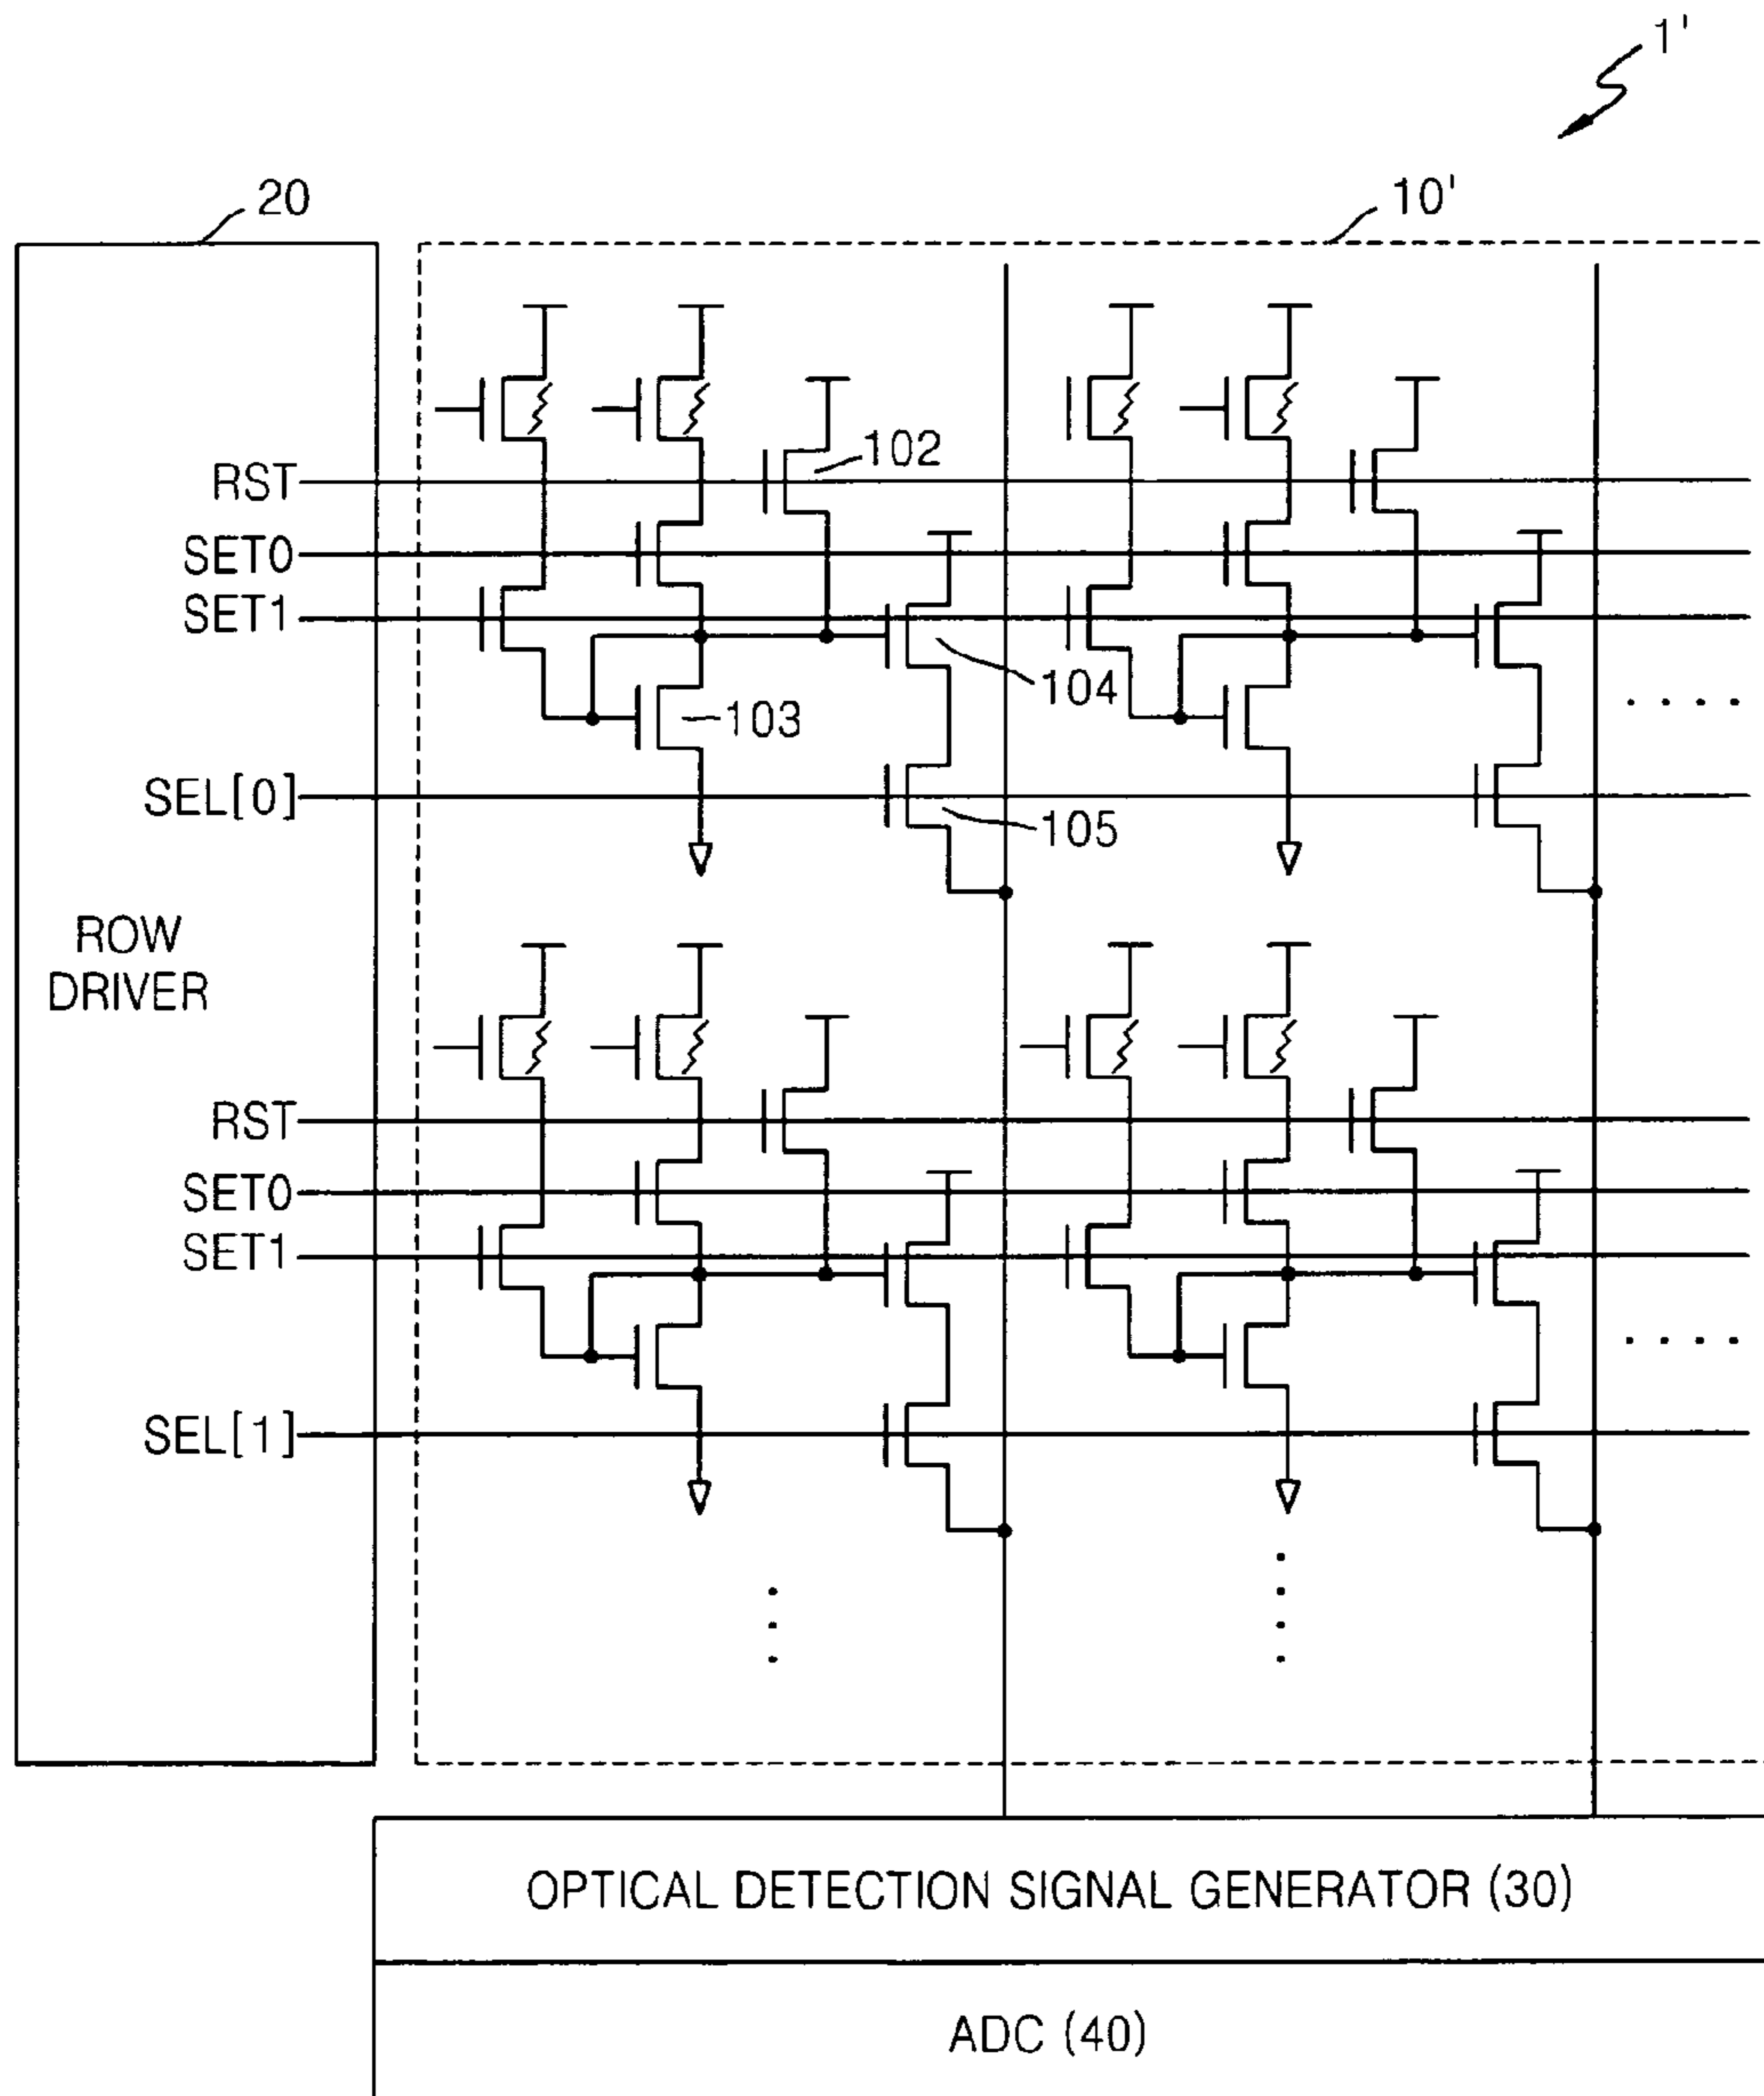 1'
20
10'
102
RST
SET0
SET1
104
103
SEL[0]
105
ROW
DRIVER
RST
SET0
SET1
SEL[1]
OPTICAL DETECTION SIGNAL GENERATOR (30)
ADC (40)